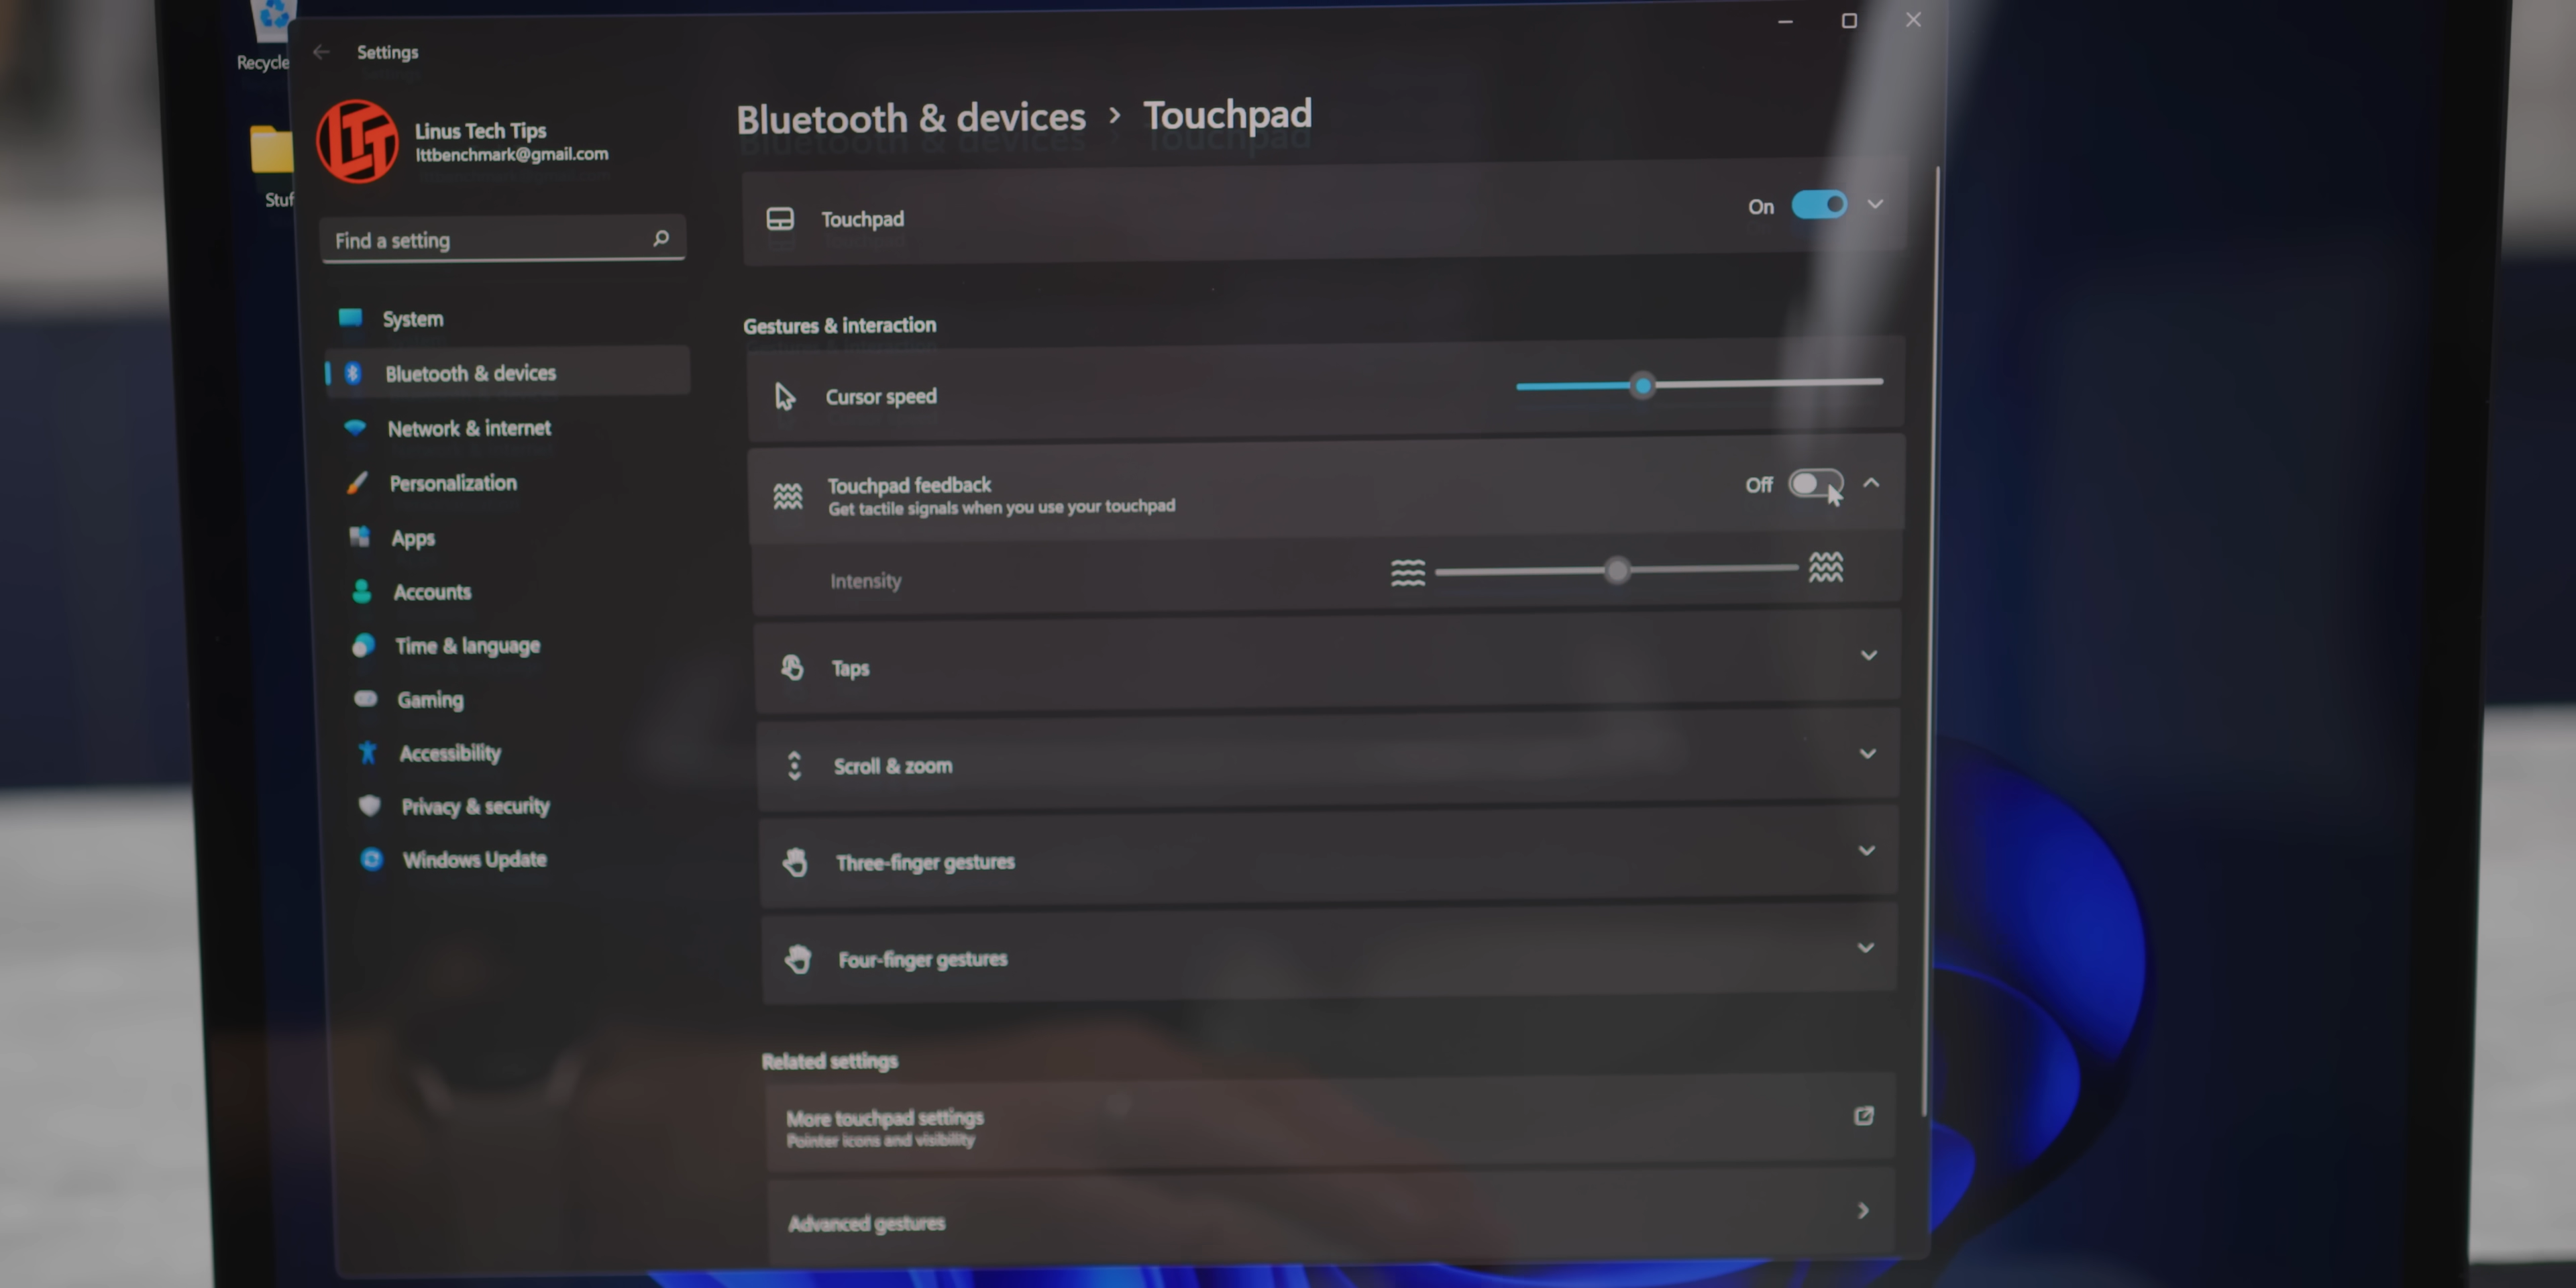 Recycle
Stuf
Settings
LTT
Linus Tech Tips
lttbenchmark@gmail.com
Find a setting
System
Bluetooth & devices
Network & internet
Personalization
Apps
Accounts
Time & language
Gaming
Accessibility
Privacy & security
Windows Update
Bluetooth & devices › Touchpad
Touchpad
On
Gestures & interaction
Cursor speed
Touchpad feedback
Get tactile signals when you use your touchpad
Off
Intensity
Taps
Scroll & zoom
Three-finger gestures
Four-finger gestures
Related settings
More touchpad settings
Pointer icons and visibility
Advanced gestures